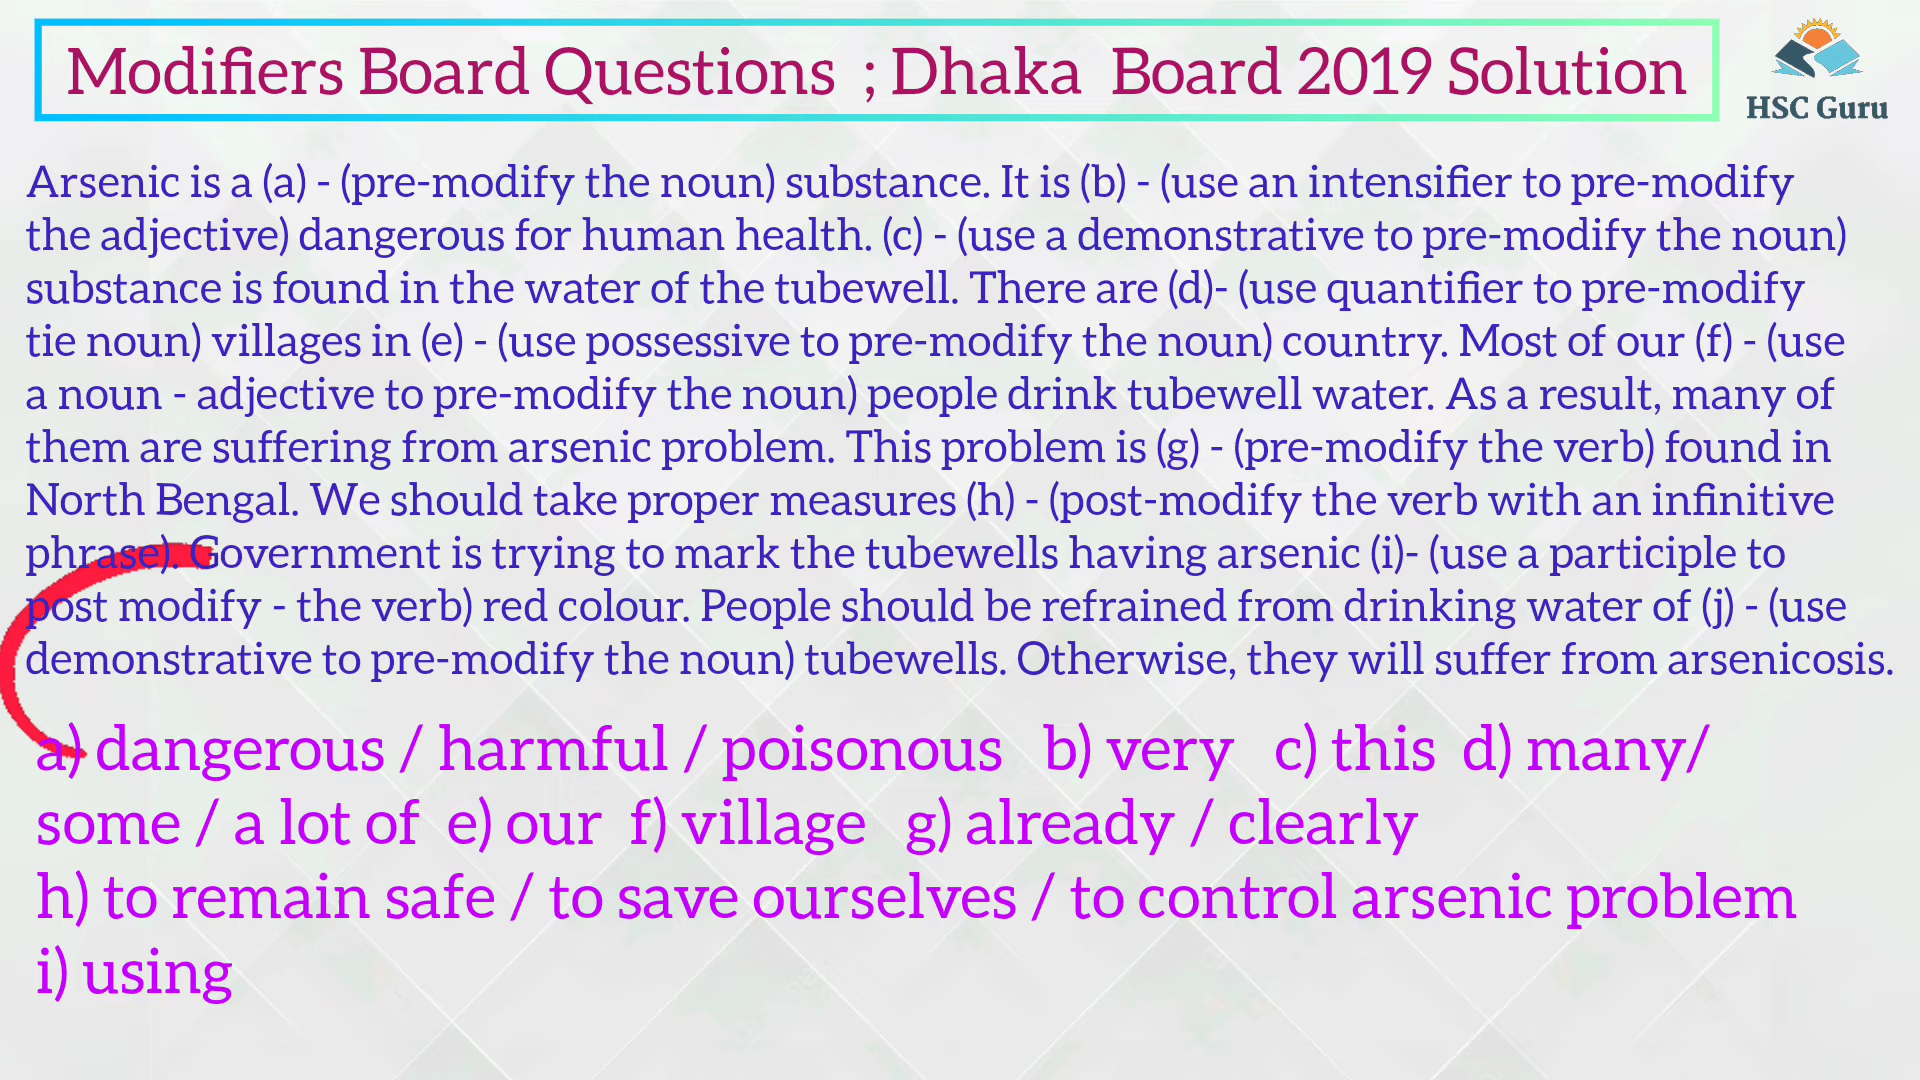 Modifiers Board Questions ; Dhaka Board 2019 Solution
HSC Guru
Arsenic is a (a) - (pre-modify the noun) substance. It is (b) - (use an intensifier to pre-modify
the adjective) dangerous for human health. (c) - (use a demonstrative to pre-modify the noun)
substance is found in the water of the tubewell. There are (d)- (use quantifier to pre-modify
tie noun) villages in (e) - (use possessive to pre-modify the noun) country. Most of our (f) - (use
a noun - adjective to pre-modify the noun) people drink tubewell water. As a result, many of
them are suffering from arsenic problem. This problem is (g) - (pre-modify the verb) found in
North Bengal. We should take proper measures (h) - (post-modify the verb with an infinitive
phrase). Government is trying to mark the tubewells having arsenic (i)- (use a participle to
post modify - the verb) red colour. People should be refrained from drinking water of (j) - (use
demonstrative to pre-modify the noun) tubewells. Otherwise, they will suffer from arsenicosis.
a) dangerous / harmful / poisonous b) very c) this d) many/
some / a lot of e) our f) village g) already / clearly
h) to remain safe / to save ourselves / to control arsenic problem
i) using